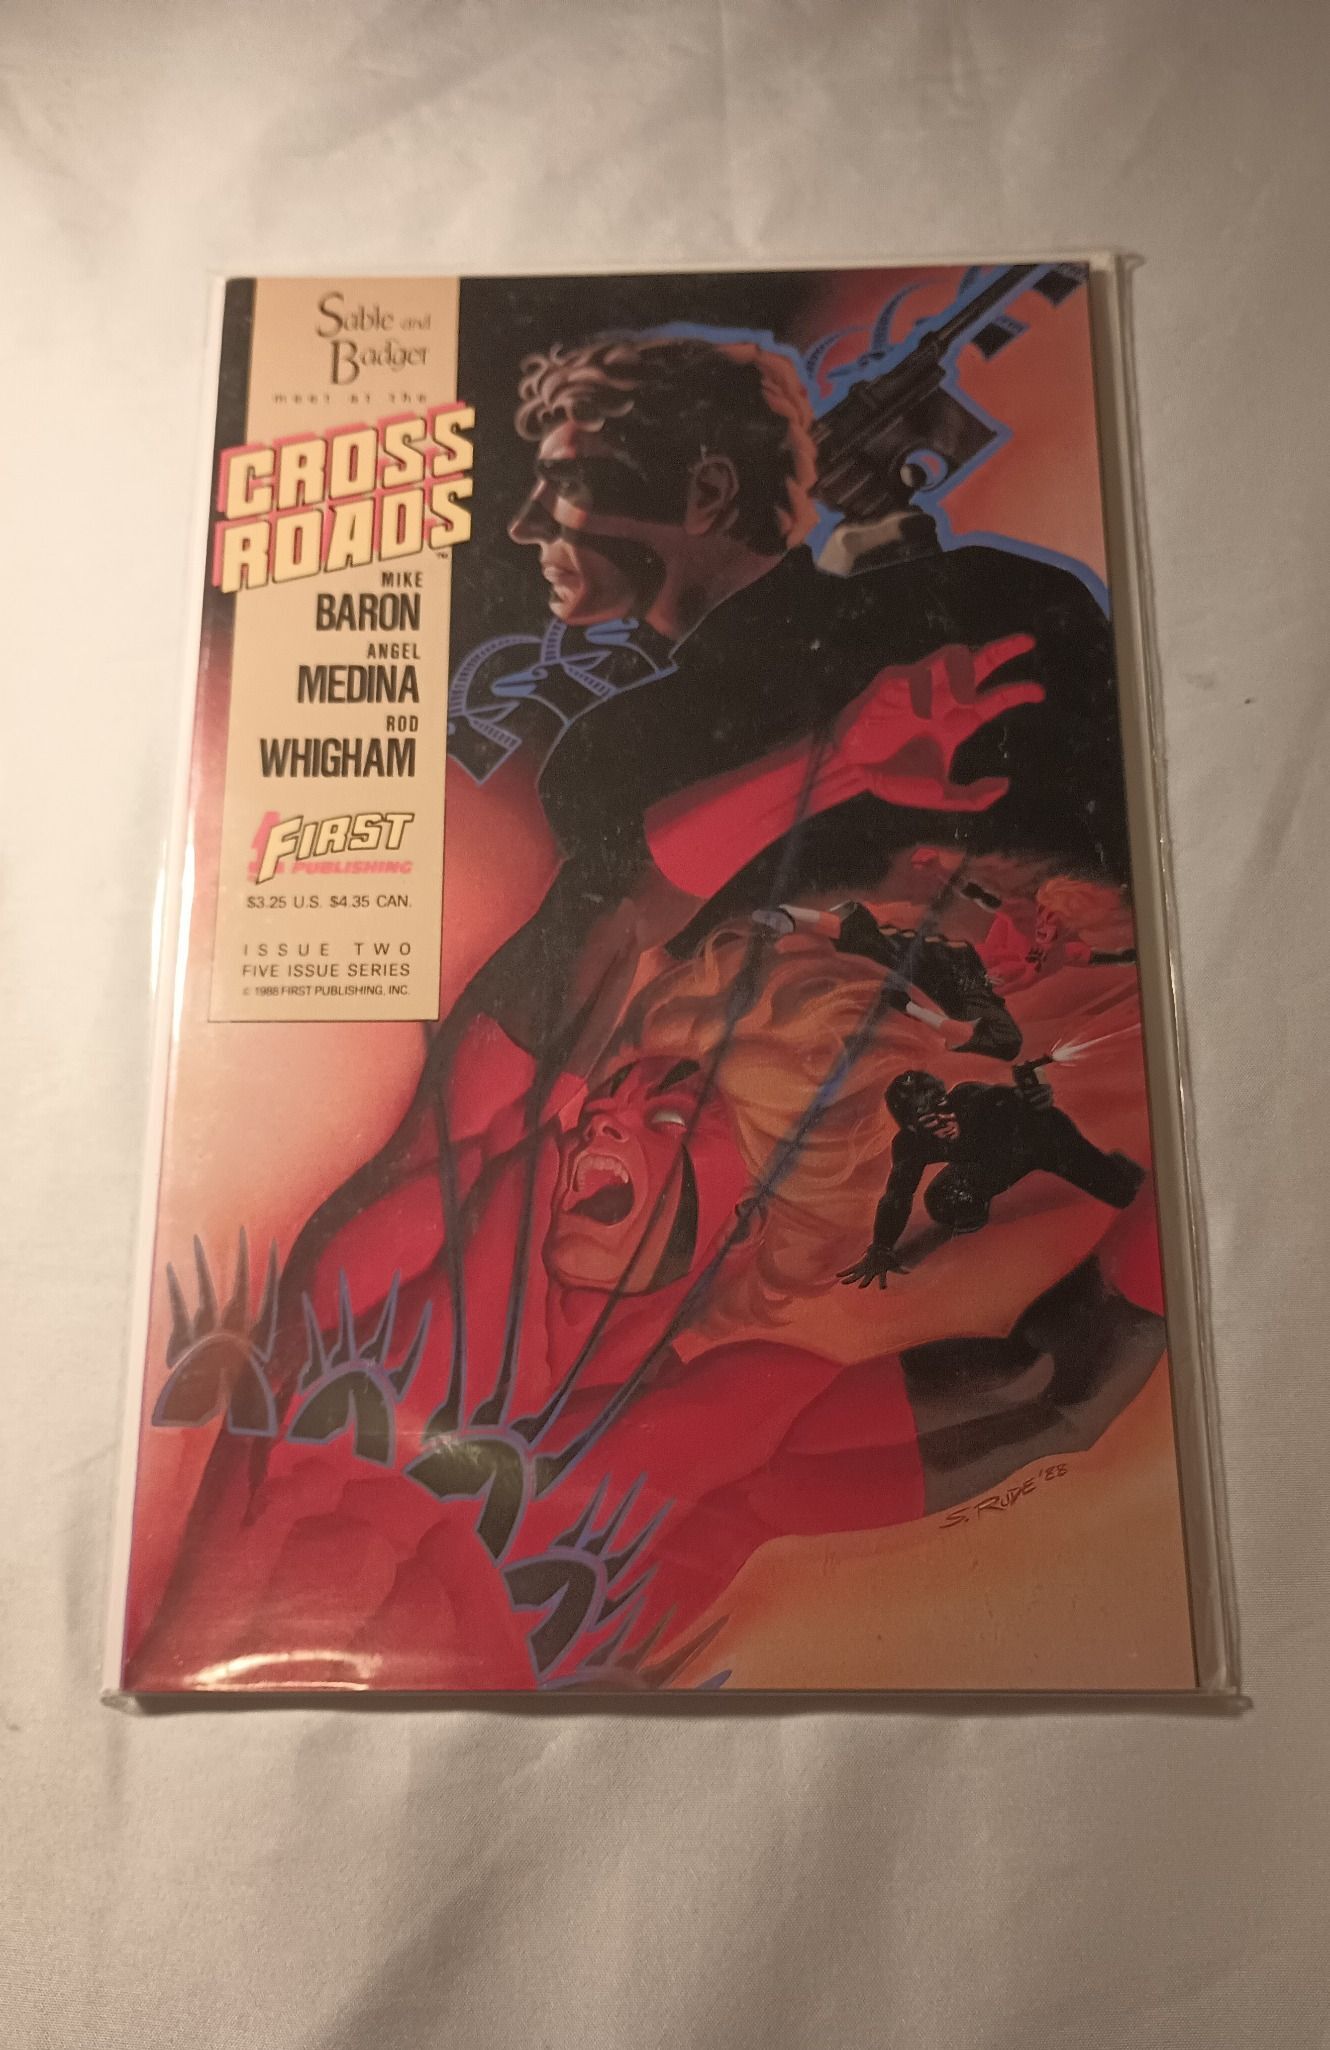 Sable and
Badger
meet at the
CROSS
ROADS™
MIKE
BARON
ANGEL
MEDINA
ROD
WHIGHAM
FIRST
PUBLISHING
$3.25 U.S. $4.35 CAN.
ISSUE TWO
FIVE ISSUE SERIES
© 1988 FIRST PUBLISHING, INC.
S. RUDE '88